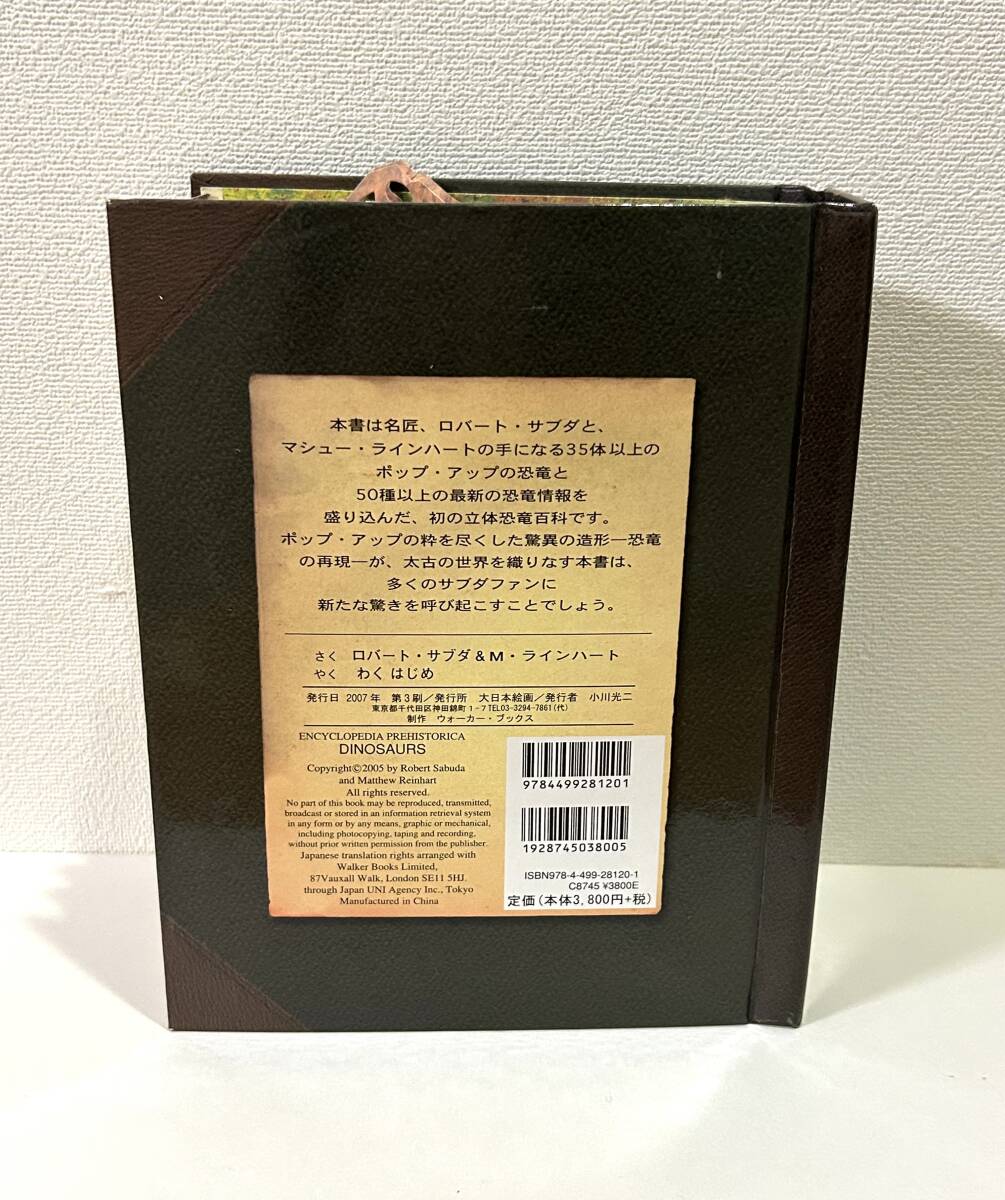 本書は名匠、ロバート・サブダと、
マシュー・ラインハートの手になる35体以上の
ポップ・アップの恐竜と
50種以上の最新の恐竜情報を
盛り込んだ、初の立体恐竜百科です。
ポップ・アップの粋を尽くした驚異の造形—恐竜
の再現—が、太古の世界を織りなす本書は、
多くのサブダファンに
新たな驚きを呼び起こすことでしょう。
さく ロバート・サブダ＆M・ラインハート
やく わく はじめ
発行日 2007年 第3刷／発行所 大日本絵画／発行者 小川光二
東京都千代田区神田錦町1-7 TEL03-3294-7861(代)
制作 ウォーカー・ブックス
ENCYCLOPEDIA PREHISTORICA
DINOSAURS
Copyright©2005 by Robert Sabuda
and Matthew Reinhart
All rights reserved.
No part of this book may be reproduced, transmitted,
broadcast or stored in an information retrieval system
in any form or by any means, graphic or mechanical,
including photocopying, taping and recording,
without prior written permission from the publisher.
Japanese translation rights arranged with
Walker Books Limited,
87Vauxall Walk, London SE11 5HJ.
through Japan UNI Agency Inc., Tokyo
Manufactured in China
9784499281201
1928745038005
ISBN978-4-499-28120-1
C8745 ¥3800E
定価(本体3,800円+税)